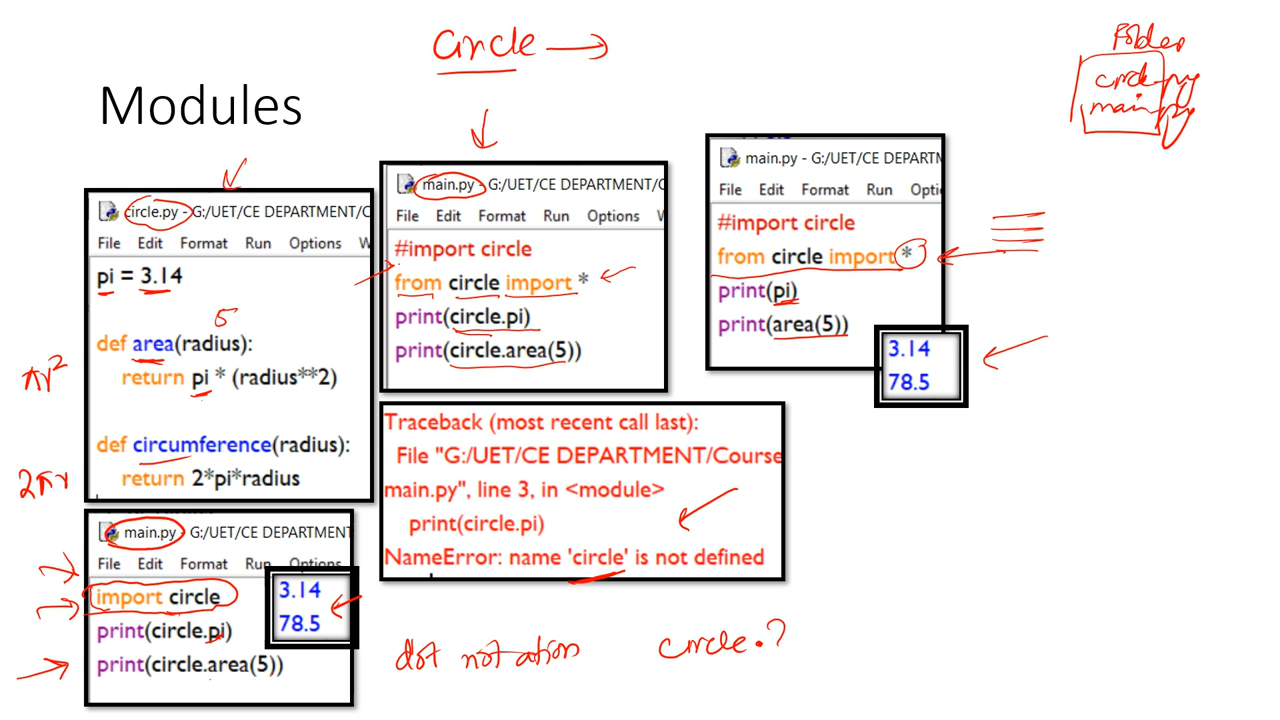 circle
Folder
circle.py
main.py
Modules
circle.py - G:/UET/CE DEPARTMENT/C
File Edit Format Run Options W
pi = 3.14
5
def area(radius):
return pi * (radius**2)
πr²
def circumference(radius):
return 2*pi*radius
2πr
main.py - G:/UET/CE DEPARTMENT
File Edit Format Run Options
import circle
print(circle.pi)
print(circle.area(5))
3.14
78.5
main.py - G:/UET/CE DEPARTMENT/C
File Edit Format Run Options W
#import circle
from circle import *
print(circle.pi)
print(circle.area(5))
Traceback (most recent call last):
File "G:/UET/CE DEPARTMENT/Course
main.py", line 3, in <module>
print(circle.pi)
NameError: name 'circle' is not defined
main.py - G:/UET/CE DEPARTM
File Edit Format Run Opti
#import circle
from circle import *
print(pi)
print(area(5))
3.14
78.5
dot notation circle.?